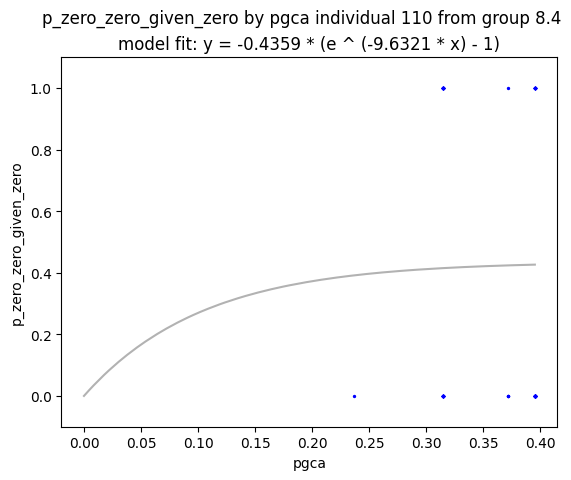 p_zero_zero_given_zero by pgca individual 110 from group 8.4
model fit: y = -0.4359 * (e ^ (-9.6321 * x) - 1)
1.0
0.8
0.6
0.4
0.2
0.0
p_zero_zero_given_zero
0.00 0.05 0.10 0.15 0.20 0.25 0.30 0.35 0.40
pgca